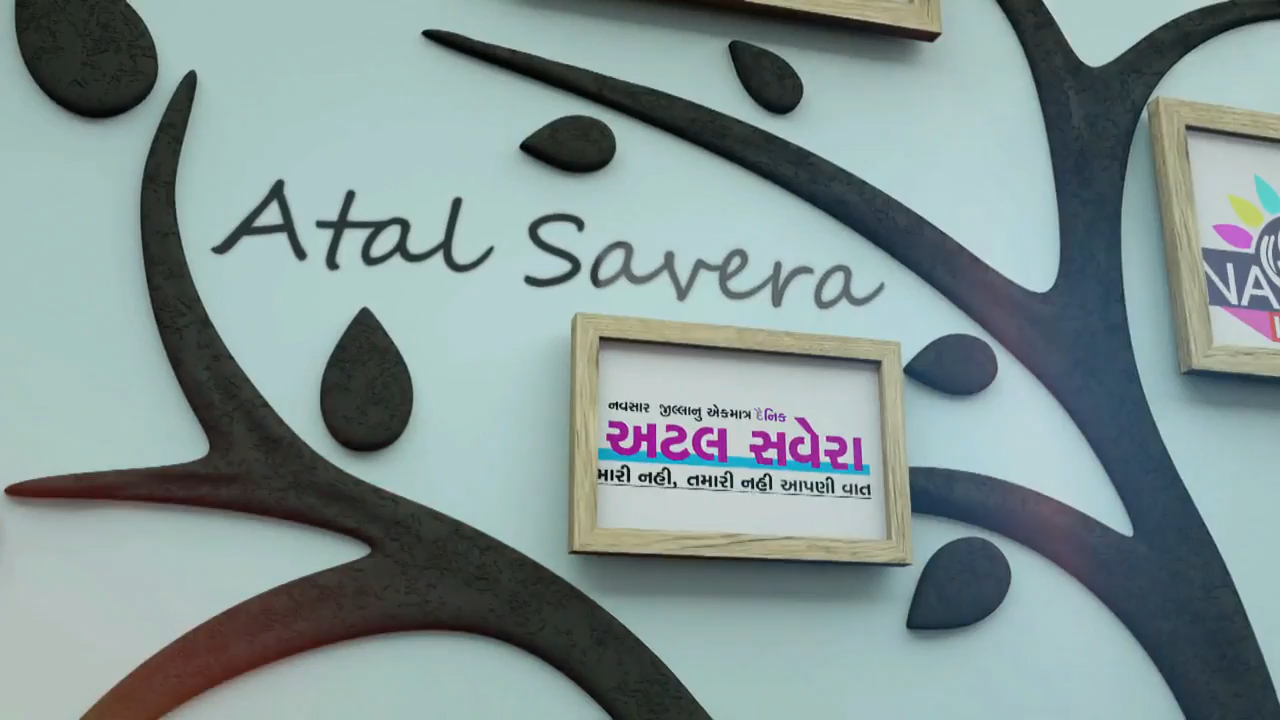 Atal Savera
નવસાર જીલ્લાનુ એકમાત્ર દૈનિક
અટલ સવેરા
મારી નહી, તમારી નહી આપણી વાત